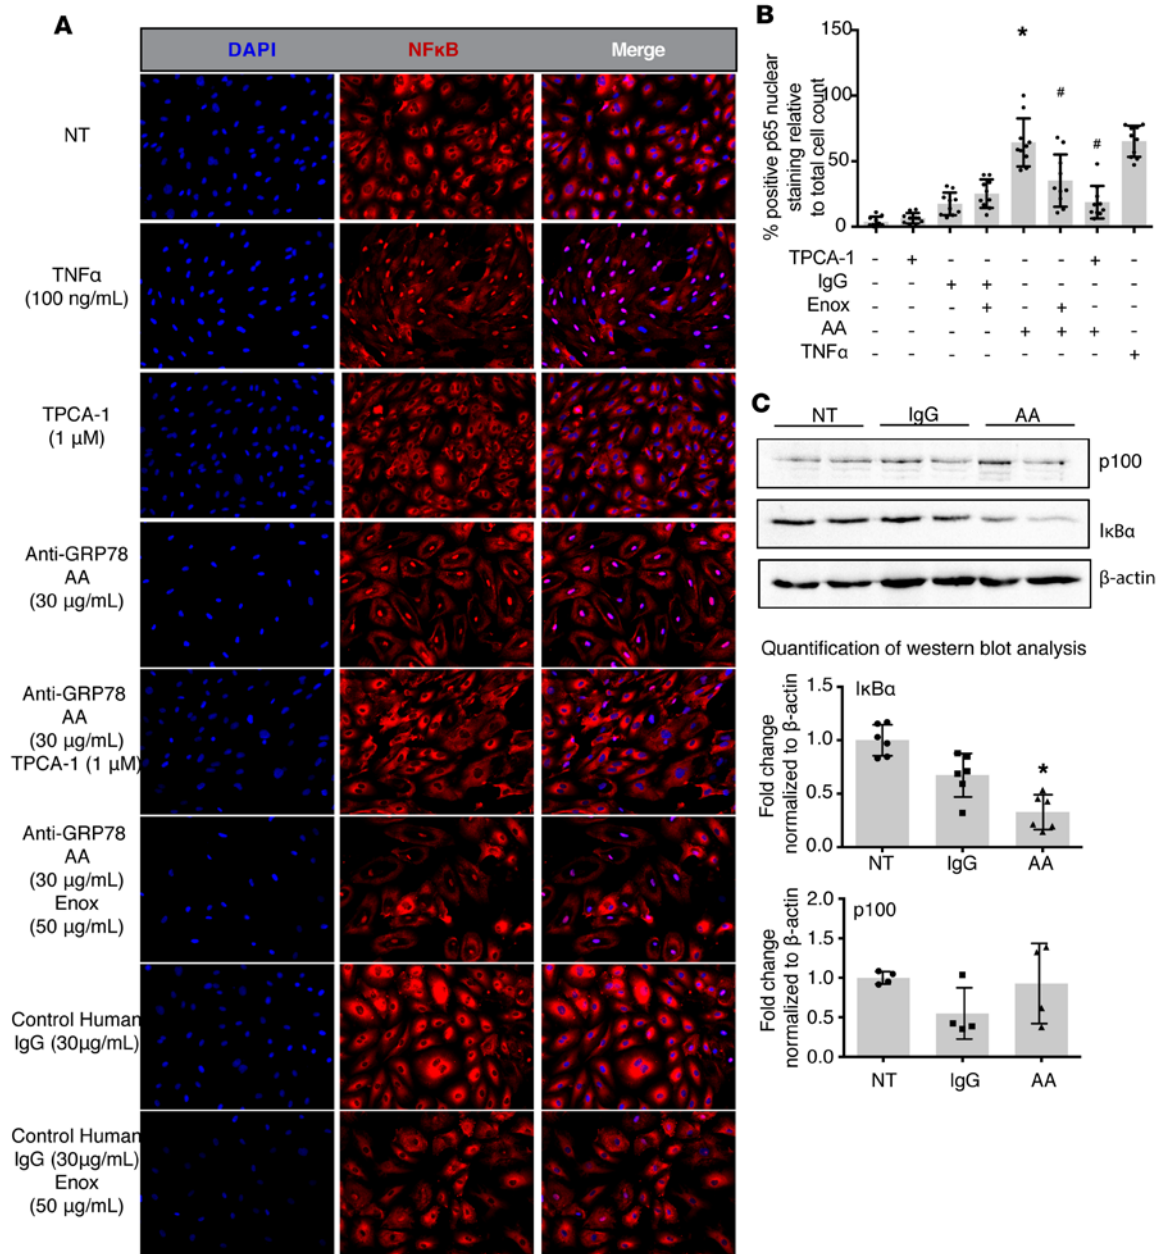 A
DAPI NFκB Merge
NT
TNFα
(100 ng/mL)
TPCA-1
(1 μM)
Anti-GRP78
AA
(30 μg/mL)
Anti-GRP78
AA
(30 μg/mL)
TPCA-1 (1 μM)
Anti-GRP78
AA
(30 μg/mL)
Enox
(50 μg/mL)
Control Human
IgG (30μg/mL)
Control Human
IgG (30μg/mL)
Enox
(50 μg/mL)
B
% positive p65 nuclear
staining relative
to total cell count
150
100
50
0
* # #
TPCA-1 - + - - - - + -
IgG - - + + - - - -
Enox - - - + - + - -
AA - - - - + + + -
TNFα - - - - - - - +
C
NT IgG AA
p100
IκBα
β-actin
Quantification of western blot analysis
Fold change
normalized to β-actin
IκBα
1.5
1.0
0.5
0.0
*
NT IgG AA
Fold change
normalized to β-actin
p100
2.0
1.5
1.0
0.5
0.0
NT IgG AA